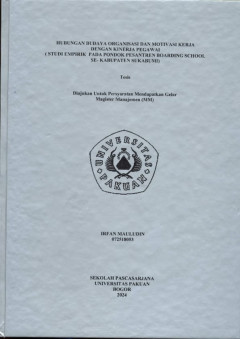 HUBUNGAN BUDAYA ORGANISASI DAN MOTIVASI KERJA
DENGAN KINERJA PEGAWAI
( STUDI EMPIRIK PADA PONDOK PESANTREN BOARDING SCHOOL
SE- KABUPATEN SUKABUMI)
Tesis
Diajukan Untuk Persyaratan Mendapatkan Gelar
Magister Manajemen (MM)
UNIVERSITAS
PAKUAN
IRFAN MAULUDIN
072518003
SEKOLAH PASCASARJANA
UNIVERSITAS PAKUAN
BOGOR
2024